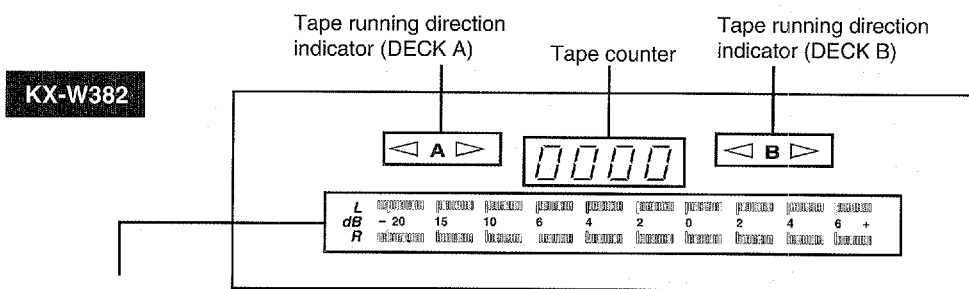 Tape running direction
indicator (DECK A)
Tape counter
Tape running direction
indicator (DECK B)
KX-W382
◁ A ▷
0000
◁ B ▷
L
dB − 20 15 10 6 4 2 0 2 4 6 +
R